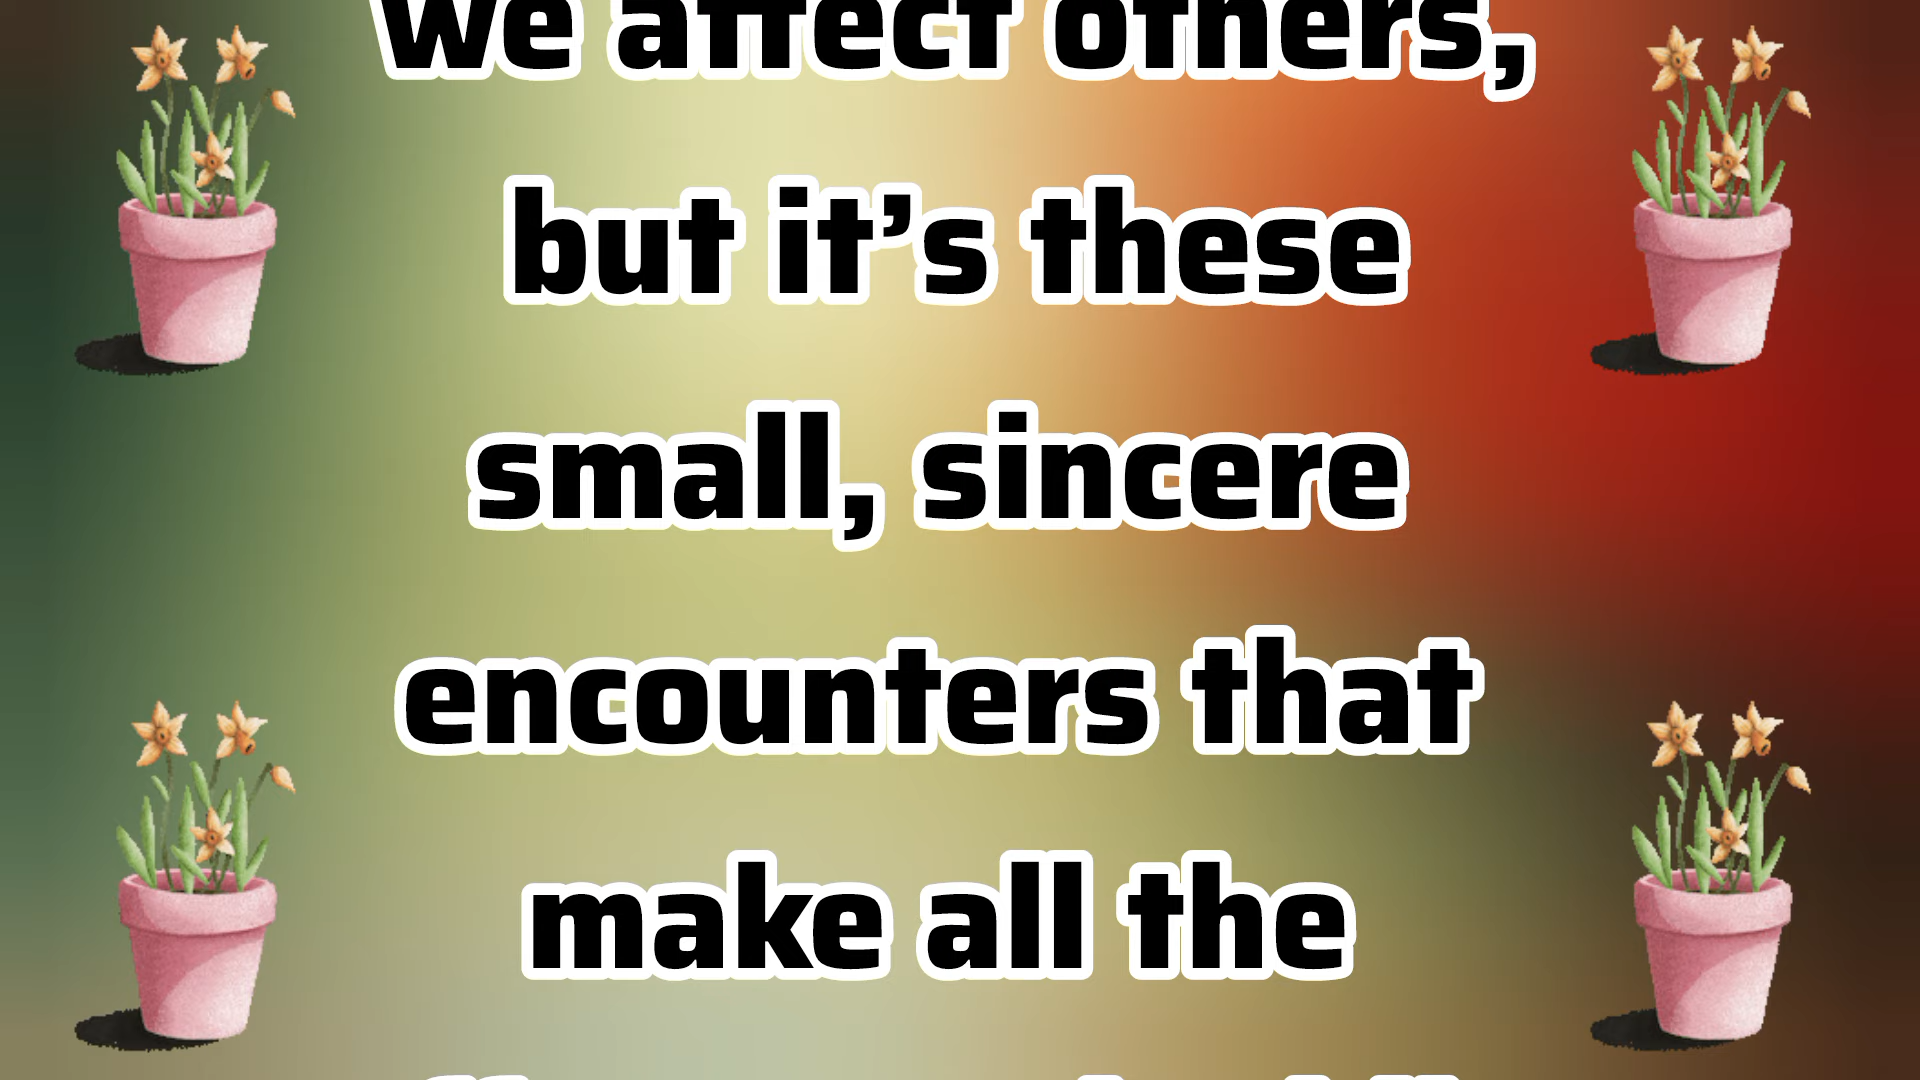 we affect others,
but it’s these
small, sincere
encounters that
make all the